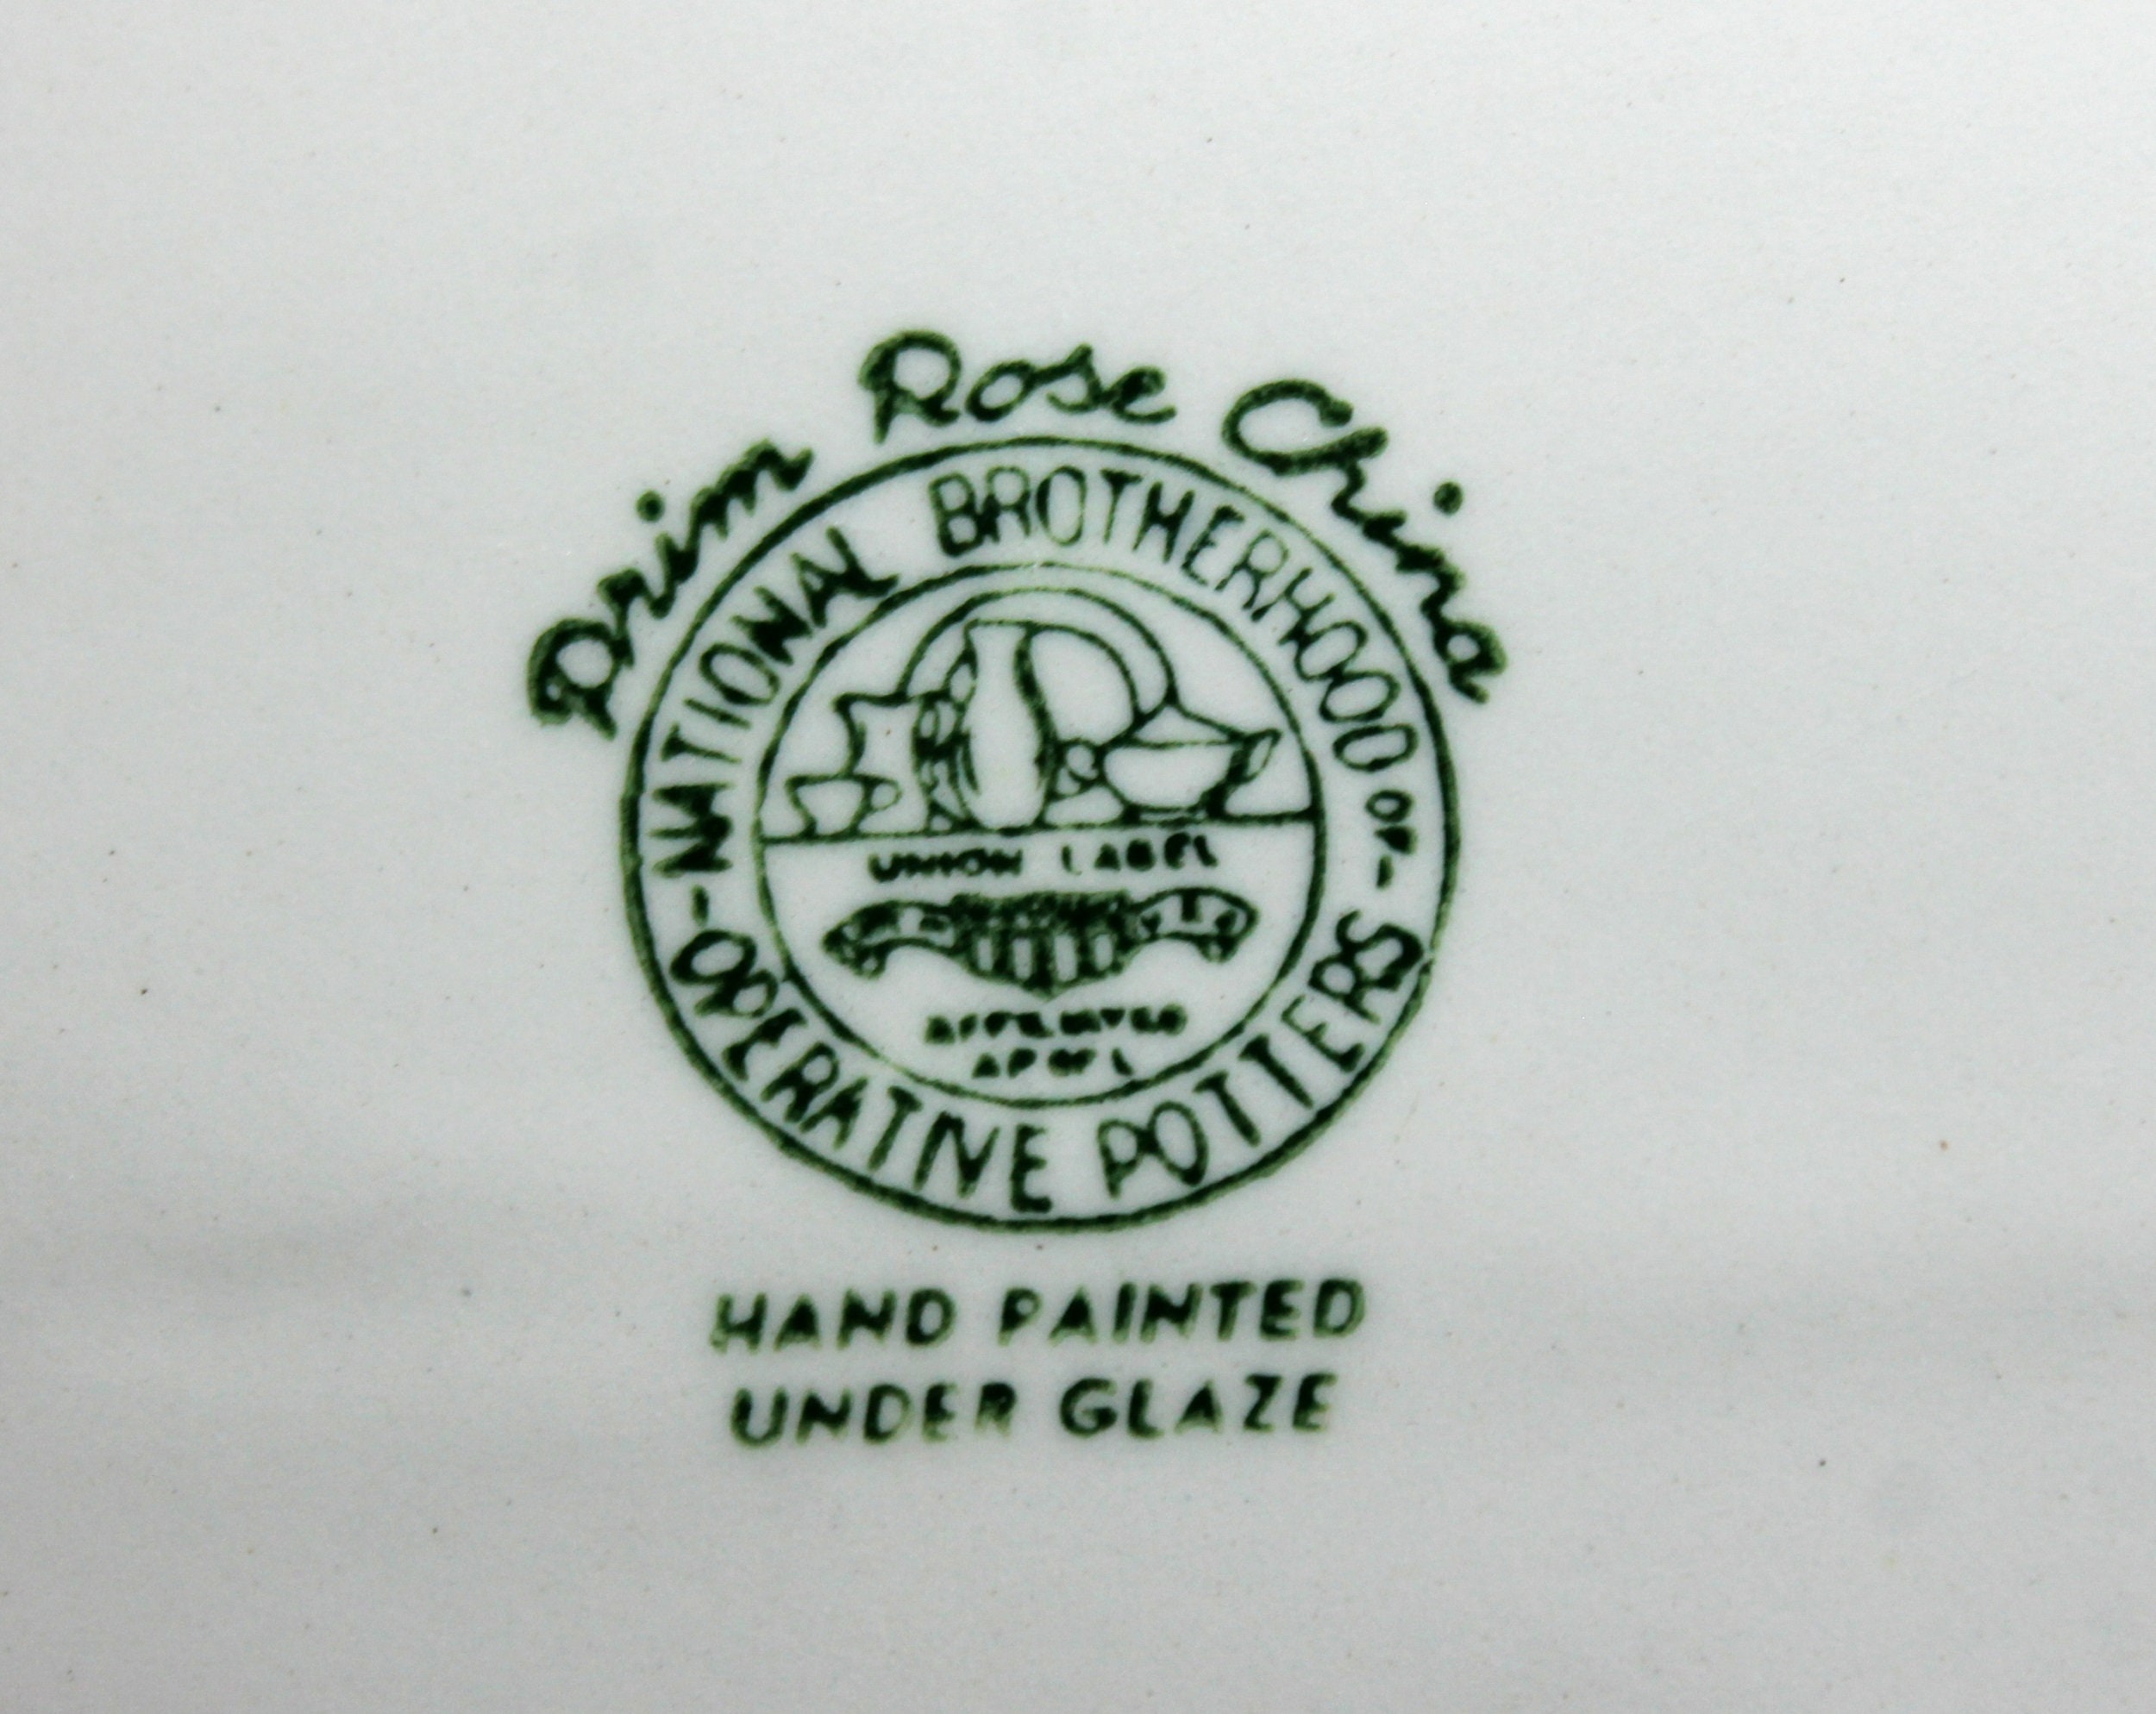 Prim Rose China
NATIONAL BROTHERHOOD OF
OPERATIVE POTTERS
UNION LABEL
HAND PAINTED
UNDER GLAZE